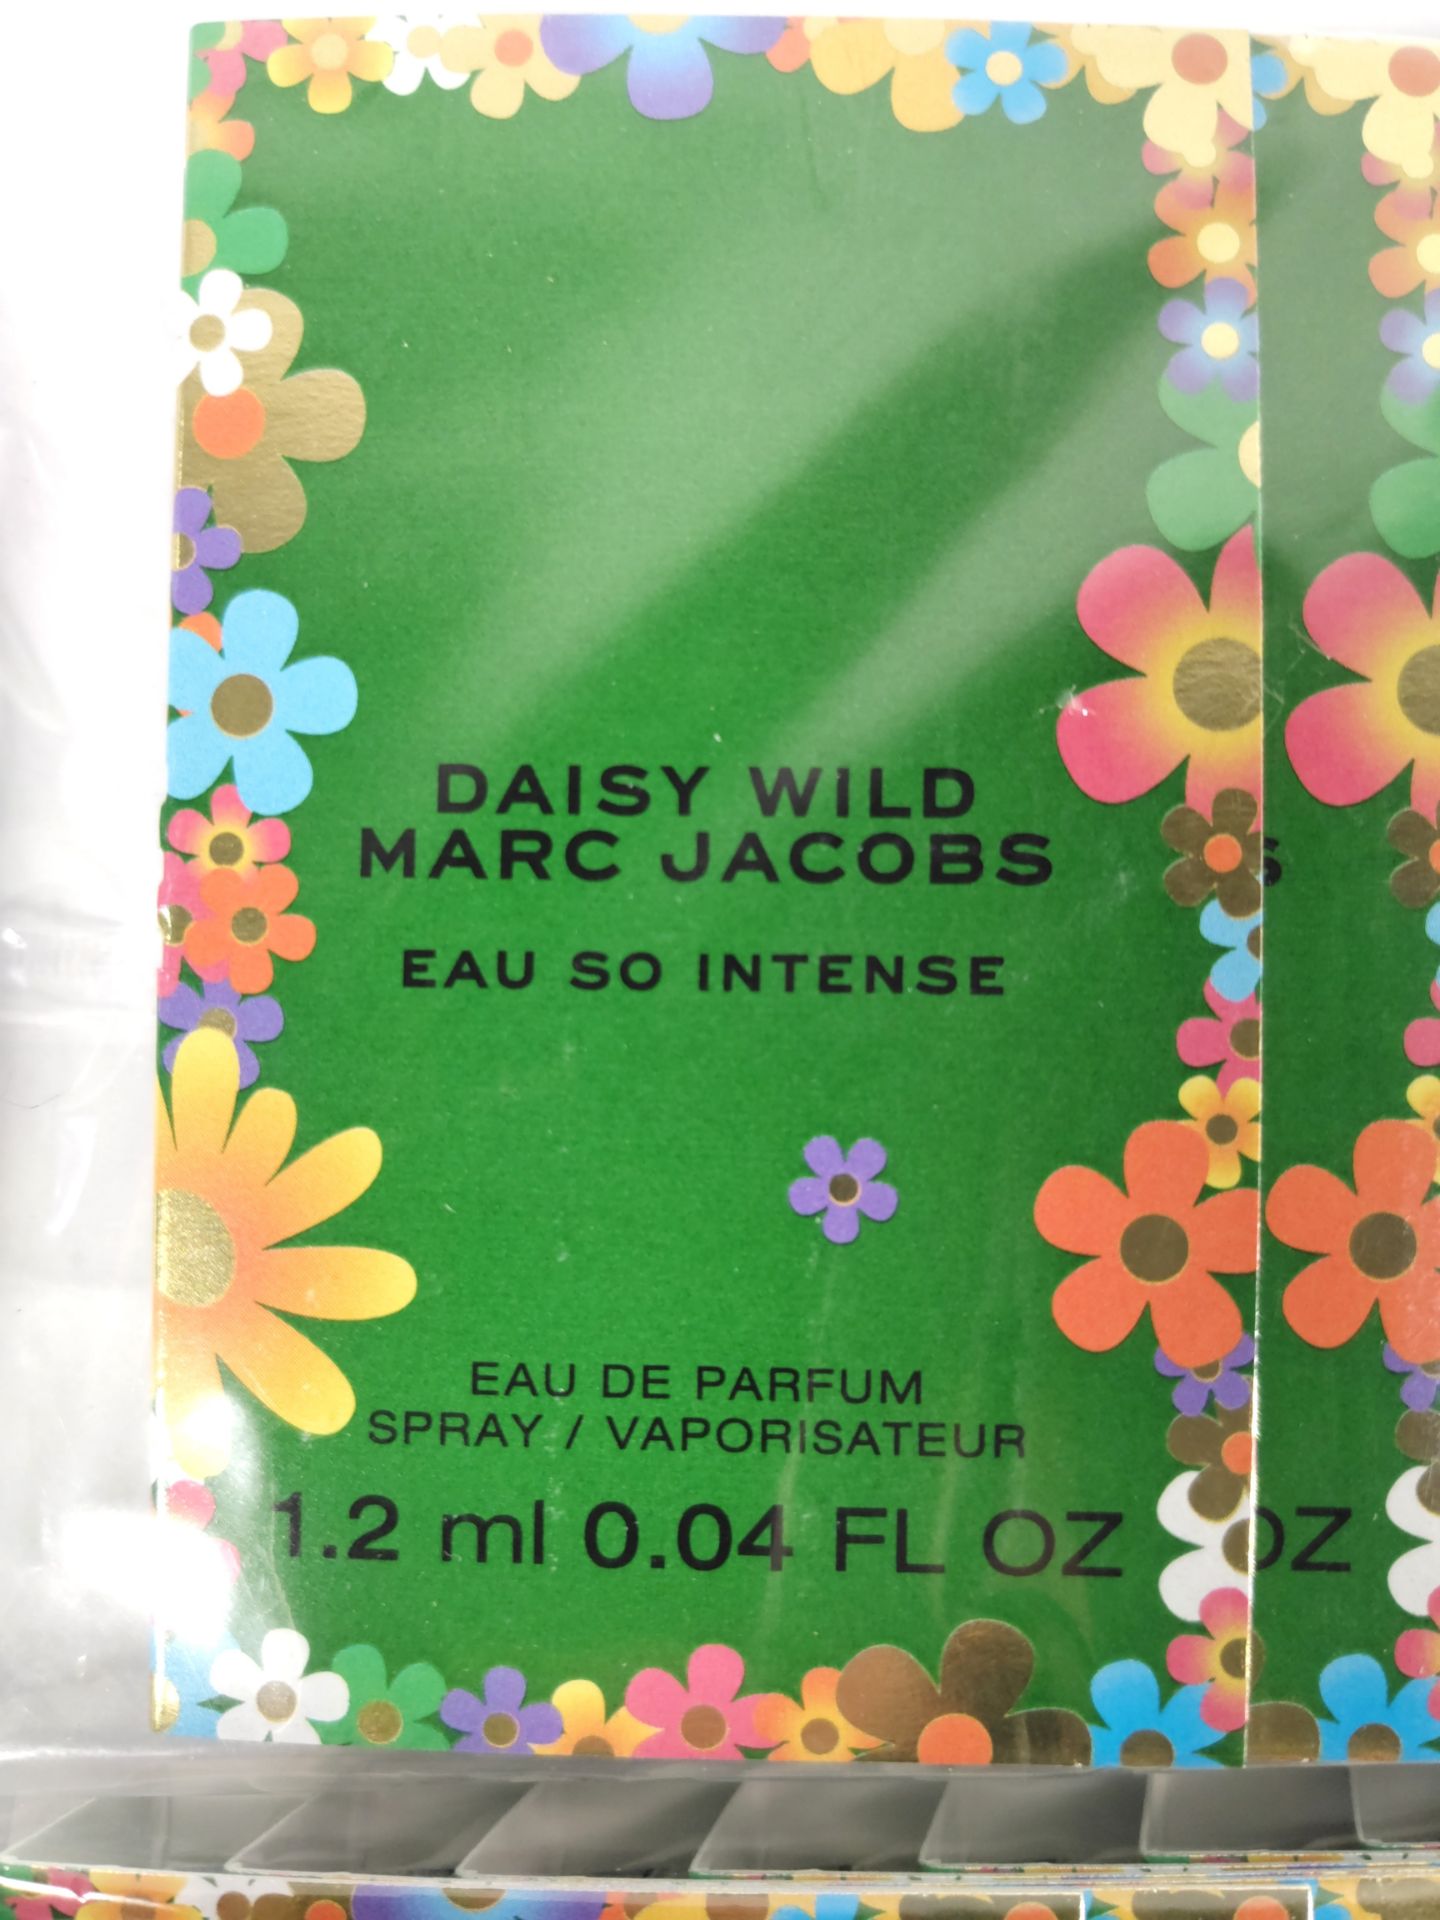 DAISY WILD
MARC JACOBS
EAU SO INTENSE
EAU DE PARFUM
SPRAY / VAPORISATEUR
1.2 ml 0.04 FL OZ
S
OZ